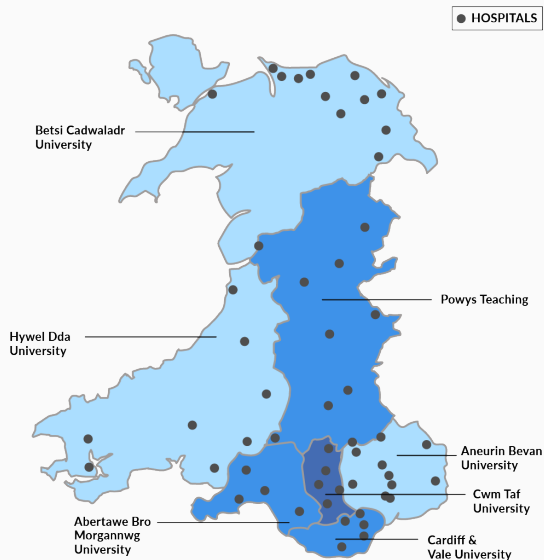 HOSPITALS
Betsi Cadwaladr
University
Powys Teaching
Hywel Dda
University
Aneurin Bevan
University
Cwm Taf
University
Abertawe Bro
Morgannwg
University
Cardiff &
Vale University